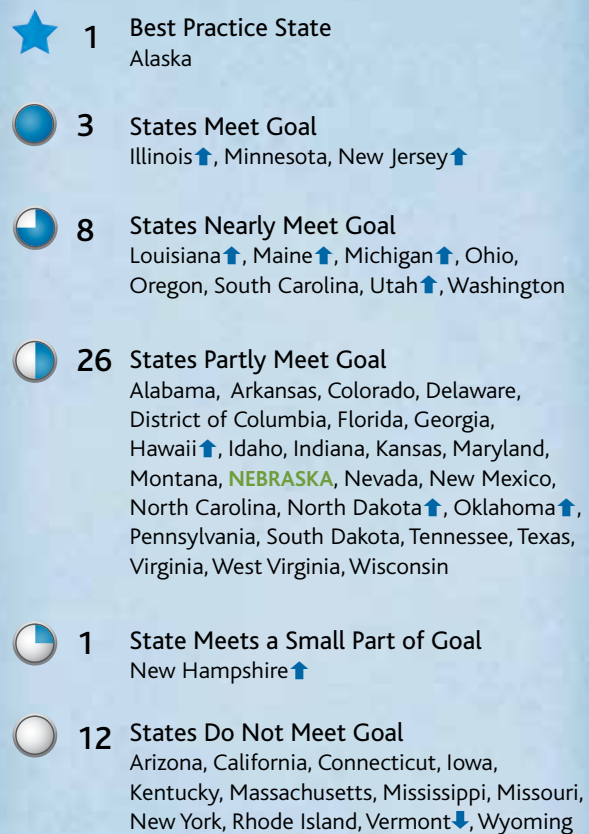 1 Best Practice State
Alaska
3 States Meet Goal
Illinois⬆, Minnesota, New Jersey⬆
8 States Nearly Meet Goal
Louisiana⬆, Maine⬆, Michigan⬆, Ohio,
Oregon, South Carolina, Utah⬆, Washington
26 States Partly Meet Goal
Alabama, Arkansas, Colorado, Delaware,
District of Columbia, Florida, Georgia,
Hawaii⬆, Idaho, Indiana, Kansas, Maryland,
Montana, NEBRASKA, Nevada, New Mexico,
North Carolina, North Dakota⬆, Oklahoma⬆,
Pennsylvania, South Dakota, Tennessee, Texas,
Virginia, West Virginia, Wisconsin
1 State Meets a Small Part of Goal
New Hampshire⬆
12 States Do Not Meet Goal
Arizona, California, Connecticut, Iowa,
Kentucky, Massachusetts, Mississippi, Missouri,
New York, Rhode Island, Vermont⬇, Wyoming